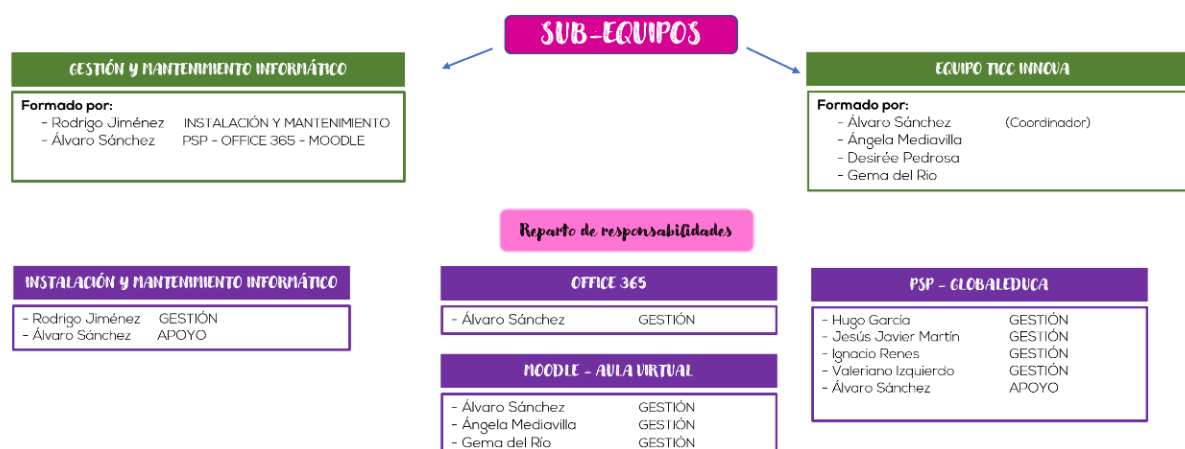 SUB-EQUIPOS
GESTIÓN y MANTENIMIENTO INFORMÁTICO
Formado por:
- Rodrigo Jiménez INSTALACIÓN Y MANTENIMIENTO
- Álvaro Sánchez PSP - OFFICE 365 - MOODLE
EQUIPO TICC INNOVA
Formado por:
- Álvaro Sánchez (Coordinador)
- Ángela Mediavilla
- Desirée Pedrosa
- Gema del Río
Reparto de responsabilidades
INSTALACIÓN y MANTENIMIENTO INFORMÁTICO
- Rodrigo Jiménez GESTIÓN
- Álvaro Sánchez APOYO
OFFICE 365
- Álvaro Sánchez GESTIÓN
MOODLE - AULA VIRTUAL
- Álvaro Sánchez GESTIÓN
- Ángela Mediavilla GESTIÓN
- Gema del Río GESTIÓN
PSP - GLOBALEDUCA
- Hugo García GESTIÓN
- Jesús Javier Martín GESTIÓN
- Ignacio Renes GESTIÓN
- Valeriano Izquierdo GESTIÓN
- Álvaro Sánchez APOYO